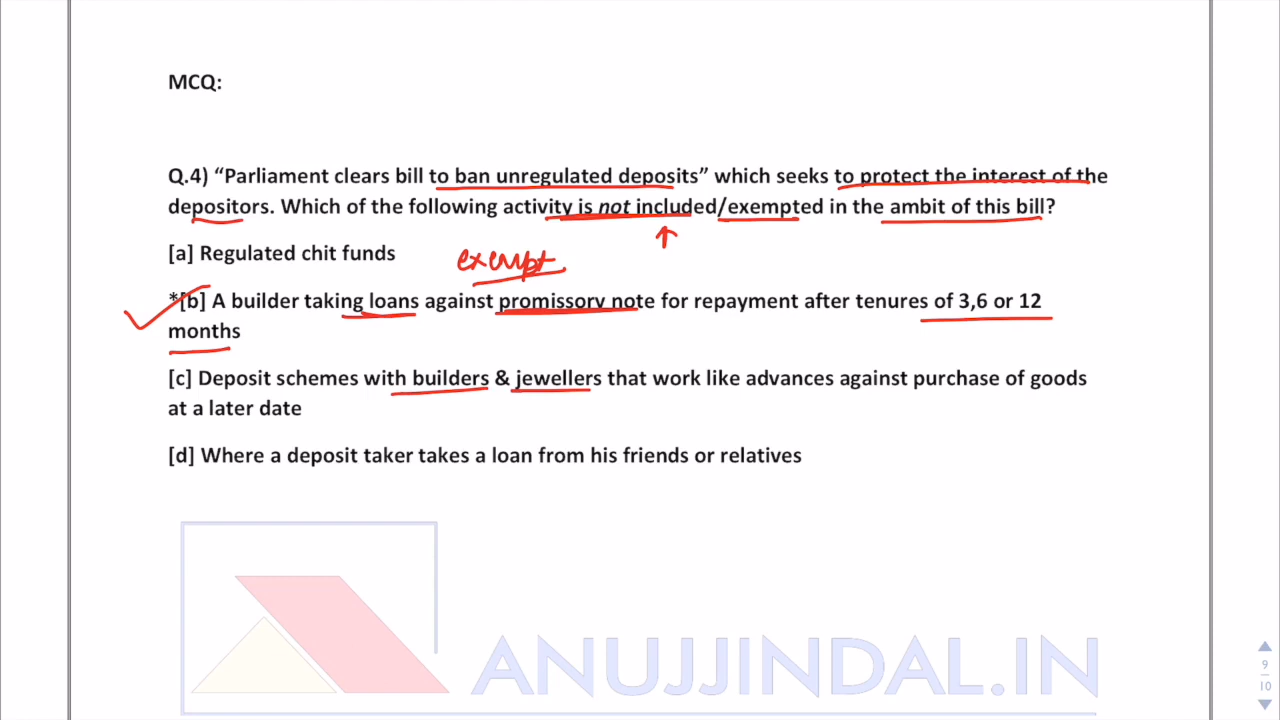 MCQ:
Q.4) “Parliament clears bill to ban unregulated deposits” which seeks to protect the interest of the
depositors. Which of the following activity is not included/exempted in the ambit of this bill?
[a] Regulated chit funds
exempt
*[b] A builder taking loans against promissory note for repayment after tenures of 3,6 or 12
months
[c] Deposit schemes with builders & jewellers that work like advances against purchase of goods
at a later date
[d] Where a deposit taker takes a loan from his friends or relatives
ANUJJINDAL.IN
9
10